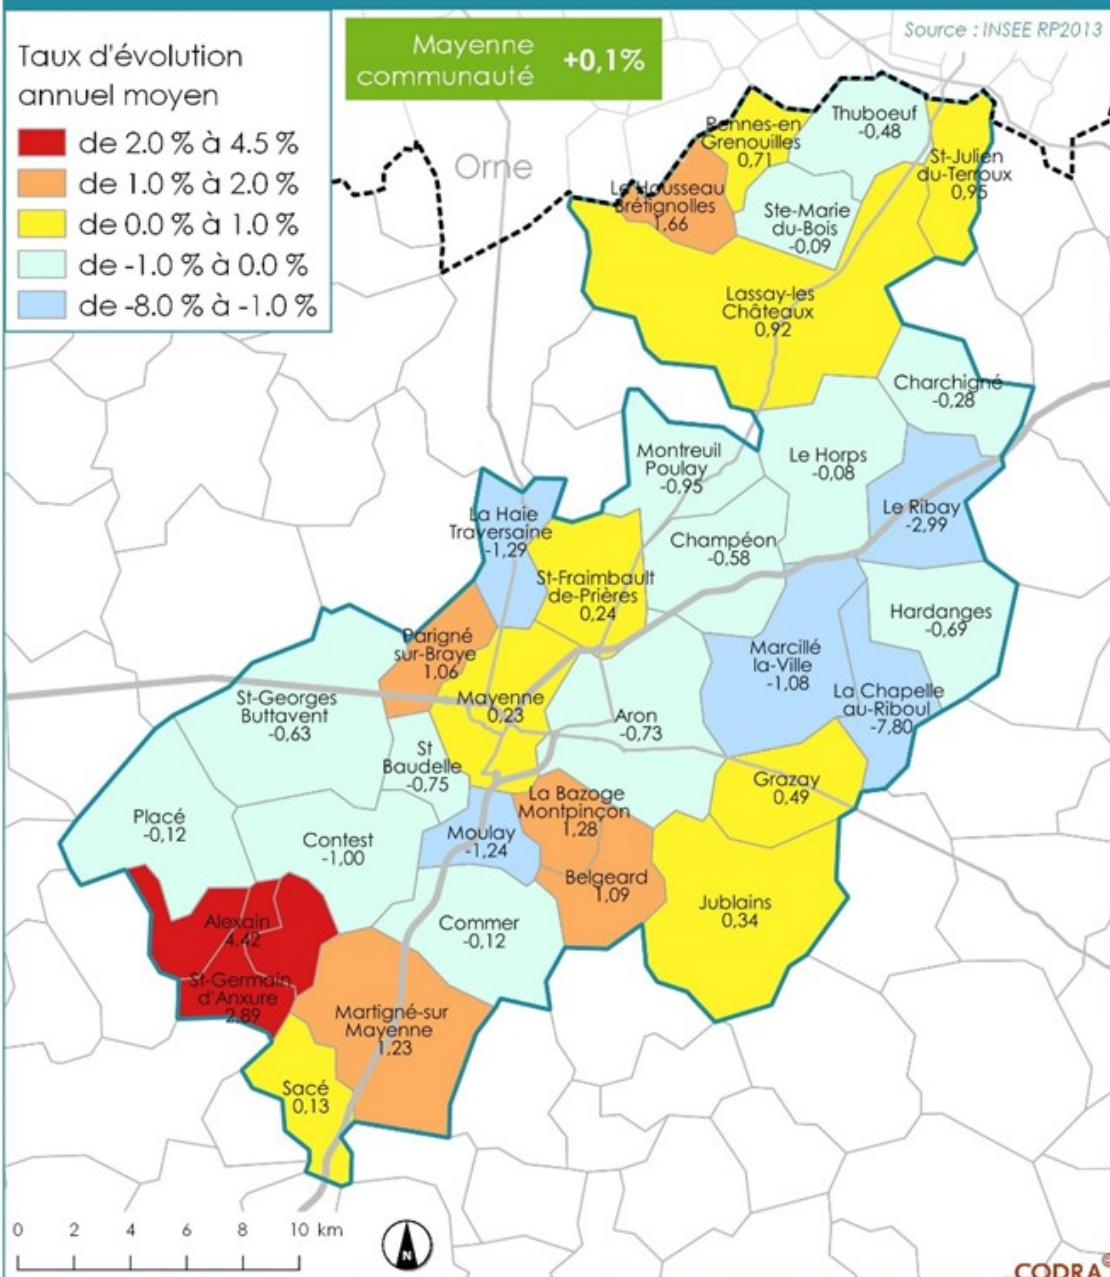 Source : INSEE RP2013
Taux d'évolution
annuel moyen
de 2.0 % à 4.5 %
de 1.0 % à 2.0 %
de 0.0 % à 1.0 %
de -1.0 % à 0.0 %
de -8.0 % à -1.0 %
Mayenne
communauté
+0,1%
Orne
Thuboeuf
-0,48
Rennes-en
Grenouilles
0,71
St-Julien
du-Terroux
0,95
Le Housseau
Brétignolles
1,66
Ste-Marie
du-Bois
-0,09
Lassay-les
Châteaux
0,92
Charchigné
-0,28
Montreuil
Poulay
-0,95
Le Horps
-0,08
Le Ribay
-2,99
La Haie
Traversaine
-1,29
Champéon
-0,58
St-Fraimbault
de-Prières
0,24
Hardanges
-0,69
Parigné
sur-Braye
1,06
Marcillé
la-Ville
-1,08
La Chapelle
au-Riboul
-7,80
St-Georges
Buttavent
-0,63
Mayenne
0,23
Aron
-0,73
St
Baudelle
-0,75
Grazay
0,49
La Bazoge
Montpinçon
1,28
Placé
-0,12
Contest
-1,00
Moulay
-1,24
Belgeard
1,09
Jublains
0,34
Alexain
4,42
Commer
-0,12
St-Germain
d'Anxure
2,89
Martigné-sur
Mayenne
1,23
Sacé
0,13
0 2 4 6 8 10 km
N
CODRA©